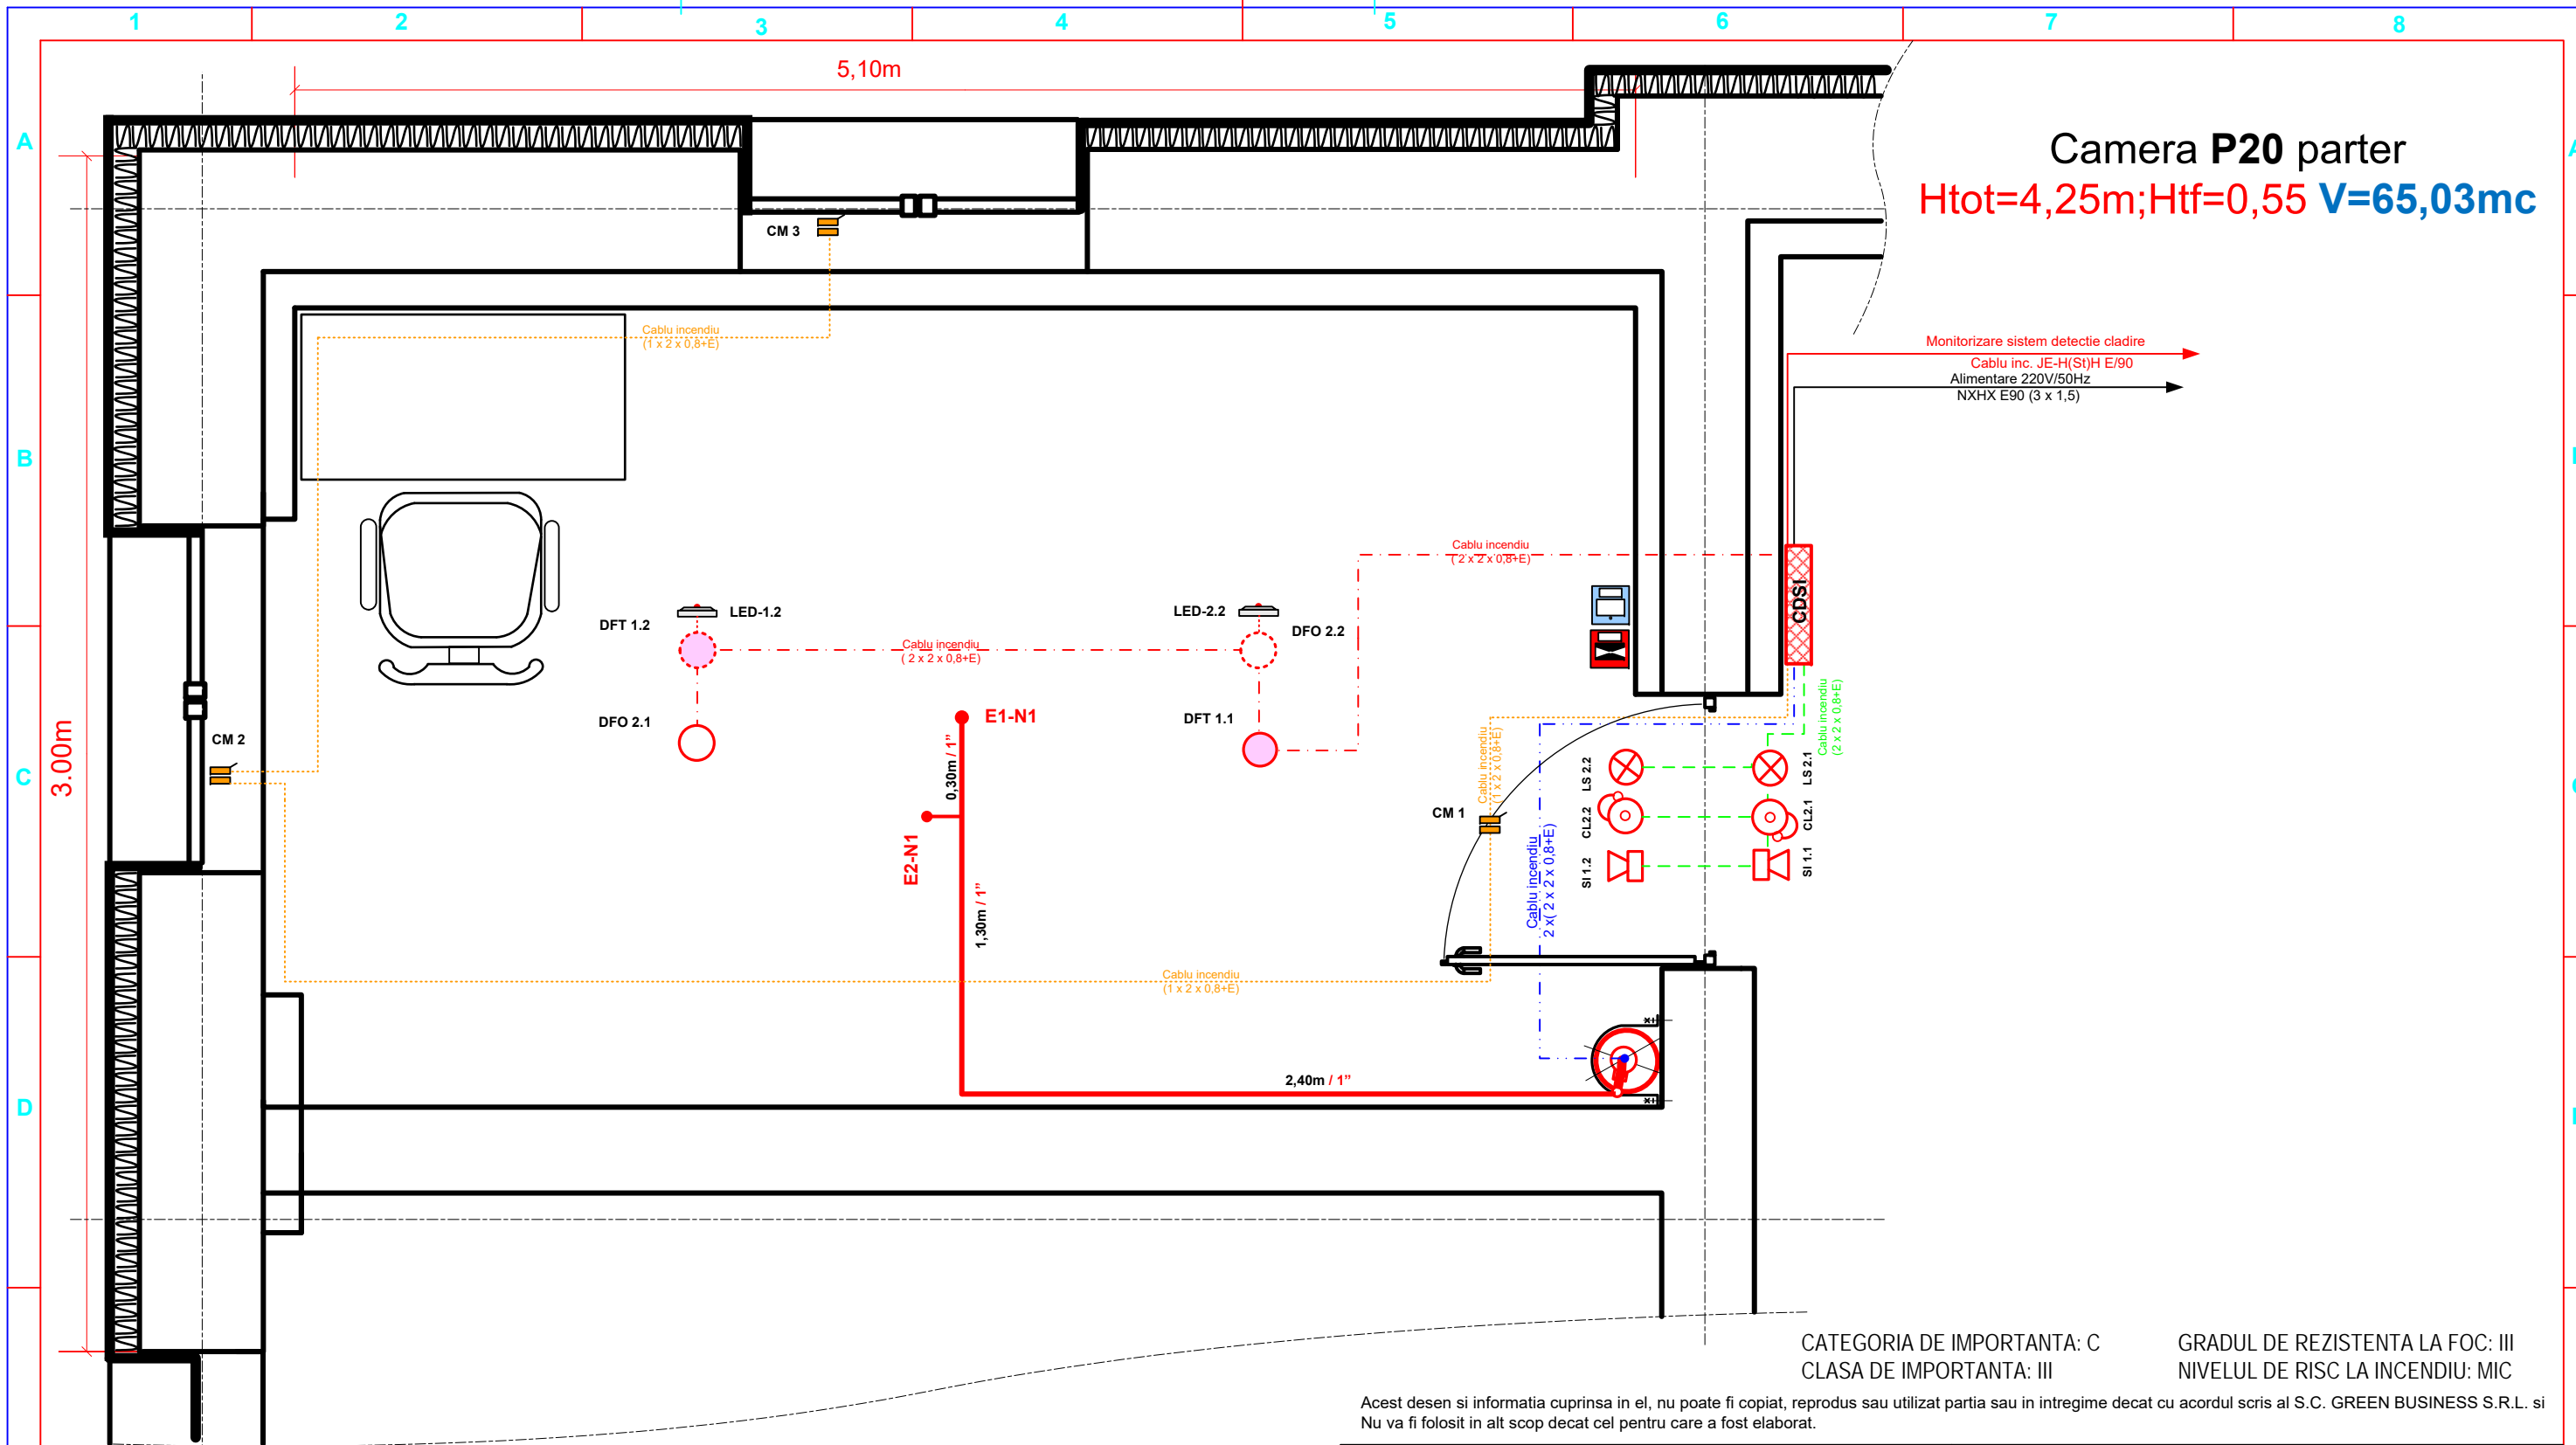 1 2 3 4 5 6 7 8
5,10m
A
Camera P20 parter
Htot=4,25m;Htf=0,55 V=65,03mc
CM 3
Cablu incendiu
(1 x 2 x 0,8+E)
Monitorizare sistem detectie cladire
Cablu inc. JE-H(St)H E/90
Alimentare 220V/50Hz
NXHX E90 (3 x 1,5)
B
Cablu incendiu
( 2 x 2 x 0,8+E)
CDSI
DFT 1.2
LED-1.2
LED-2.2
DFO 2.2
Cablu incendiu
( 2 x 2 x 0,8+E)
DFO 2.1
E1-N1
DFT 1.1
Cablu incendiu
(2 x 2 x 0,8+E)
CM 2
3.00m
C
0,30m / 1”
Cablu incendiu
(1 x 2 x 0,8+E)
LS 2.2
LS 2.1
CM 1
CL2.2
CL2.1
E2-N1
Cablu incendiu
2 x( 2 x 2 x 0,8+E)
SI 1.2
SI 1.1
1,30m / 1”
Cablu incendiu
(1 x 2 x 0,8+E)
2,40m / 1”
D
CATEGORIA DE IMPORTANTA: C
GRADUL DE REZISTENTA LA FOC: III
CLASA DE IMPORTANTA: III
NIVELUL DE RISC LA INCENDIU: MIC
Acest desen si informatia cuprinsa in el, nu poate fi copiat, reprodus sau utilizat partia sau in intregime decat cu acordul scris al S.C. GREEN BUSINESS S.R.L. si
Nu va fi folosit in alt scop decat cel pentru care a fost elaborat.